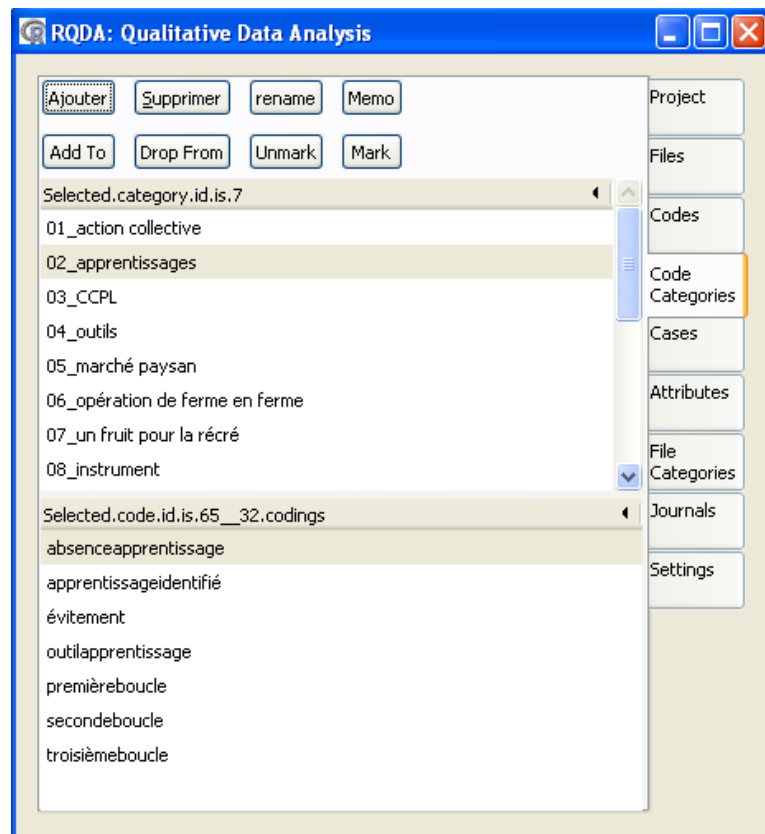 RQDA: Qualitative Data Analysis
Ajouter Supprimer rename Memo
Add To Drop From Unmark Mark
Selected.category.id.is.7
01_action collective
02_apprentissages
03_CCPL
04_outils
05_marché paysan
06_opération de ferme en ferme
07_un fruit pour la récré
08_instrument
Selected.code.id.is.65__32.codings
absenceapprentissage
apprentissageidentifié
évitement
outilapprentissage
premièreboucle
secondeboucle
troisièmeboucle
Project
Files
Codes
Code
Categories
Cases
Attributes
File
Categories
Journals
Settings